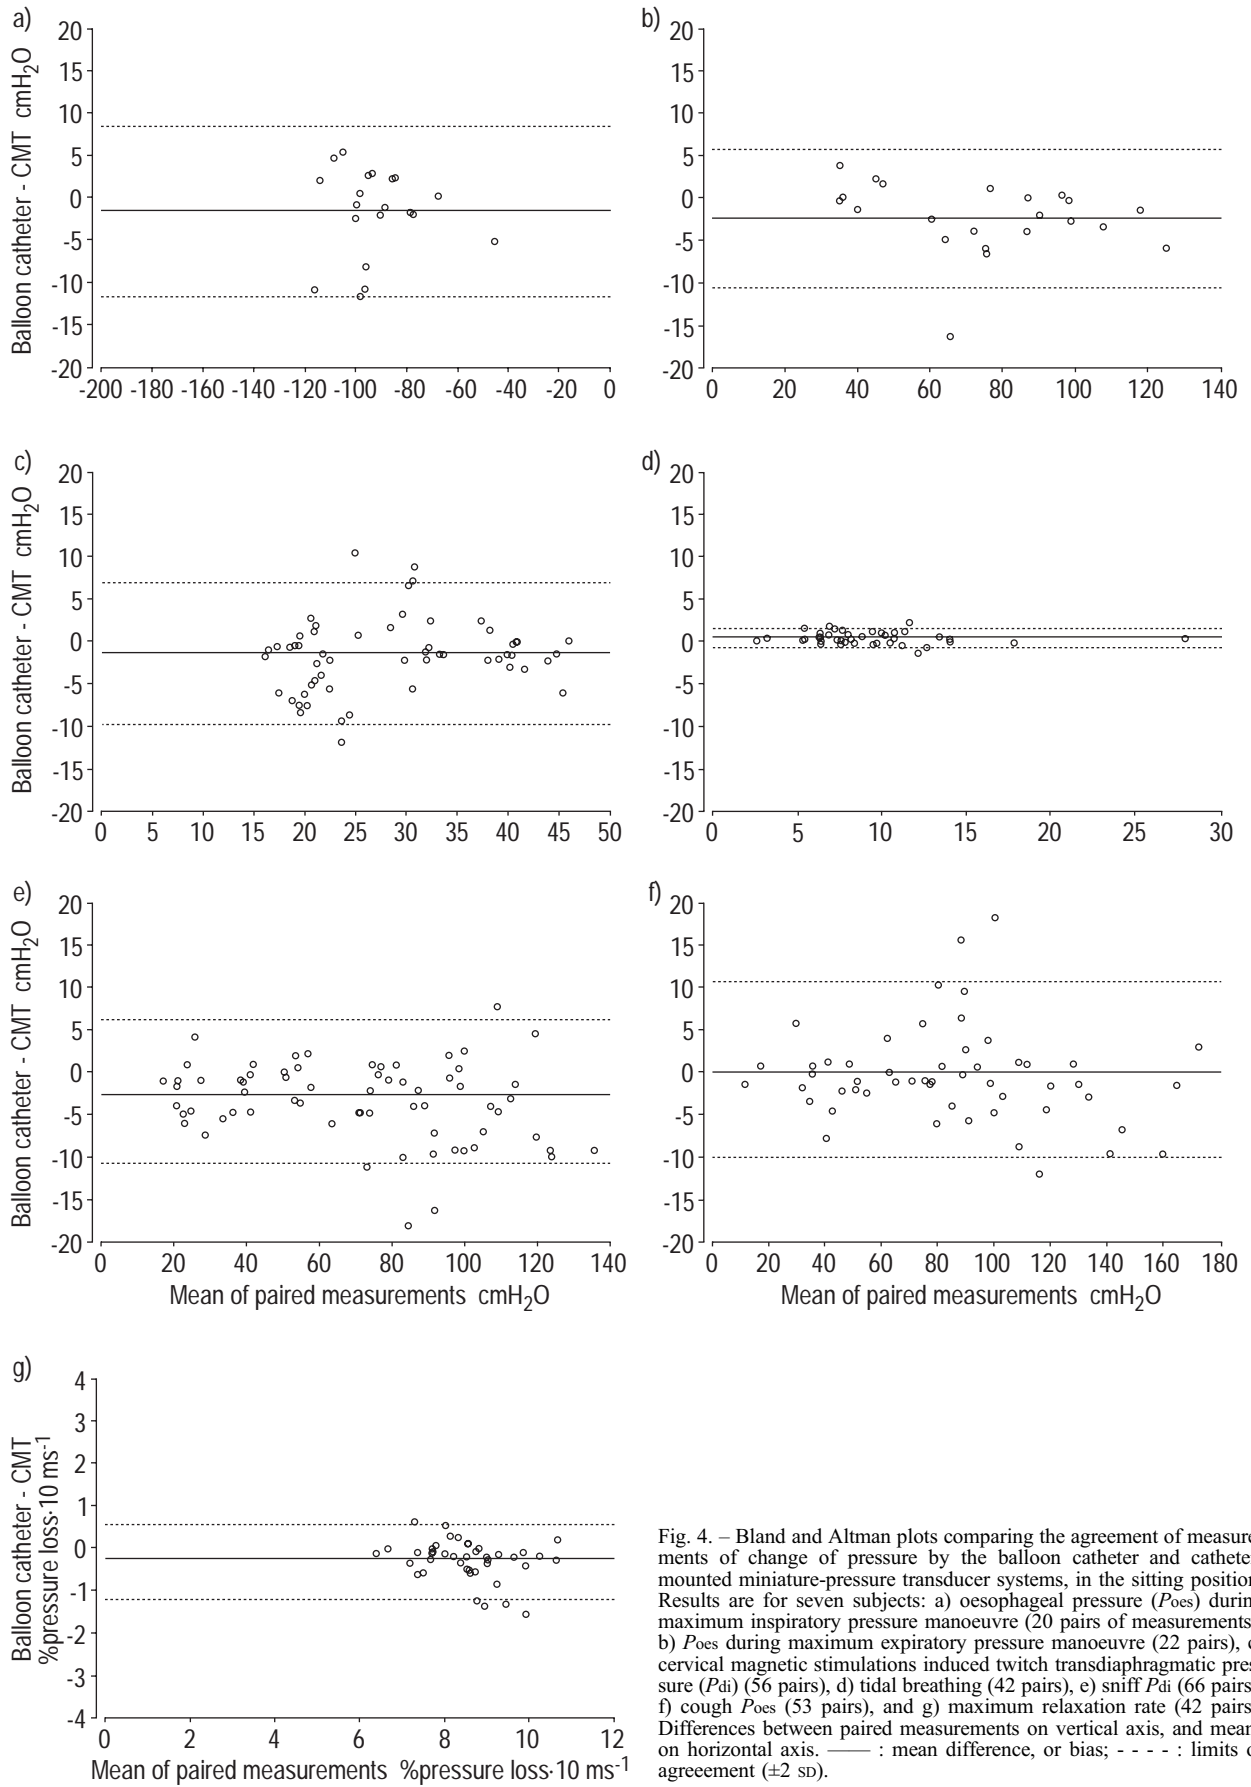 a)
20
15
10
5
0
-5
-10
-15
-20
-200 -180 -160 -140 -120 -100 -80 -60 -40 -20 0
Balloon catheter - CMT cmH2O
b)
20
15
10
5
0
-5
-10
-15
-20
0 20 40 60 80 100 120 140
c)
20
15
10
5
0
-5
-10
-15
-20
0 5 10 15 20 25 30 35 40 45 50
Balloon catheter - CMT cmH2O
d)
20
15
10
5
0
-5
-10
-15
-20
0 5 10 15 20 25 30
e)
20
15
10
5
0
-5
-10
-15
-20
0 20 40 60 80 100 120 140
Balloon catheter - CMT cmH2O
Mean of paired measurements cmH2O
f)
20
15
10
5
0
-5
-10
-15
-20
0 20 40 60 80 100 120 140 160 180
Mean of paired measurements cmH2O
g)
4
3
2
1
0
-1
-2
-3
-4
0 2 4 6 8 10 12
Balloon catheter - CMT
%pressure loss·10 ms-1
Mean of paired measurements %pressure loss·10 ms-1
Fig. 4. – Bland and Altman plots comparing the agreement of measure
ments of change of pressure by the balloon catheter and catheter
mounted miniature-pressure transducer systems, in the sitting position
Results are for seven subjects: a) oesophageal pressure (Poes) durin
maximum inspiratory pressure manoeuvre (20 pairs of measurements
b) Poes during maximum expiratory pressure manoeuvre (22 pairs), c
cervical magnetic stimulations induced twitch transdiaphragmatic pres
sure (Pdi) (56 pairs), d) tidal breathing (42 pairs), e) sniff Pdi (66 pairs
f) cough Poes (53 pairs), and g) maximum relaxation rate (42 pairs
Differences between paired measurements on vertical axis, and mean
on horizontal axis. —— : mean difference, or bias; - - - - : limits o
agreeement (±2 SD).